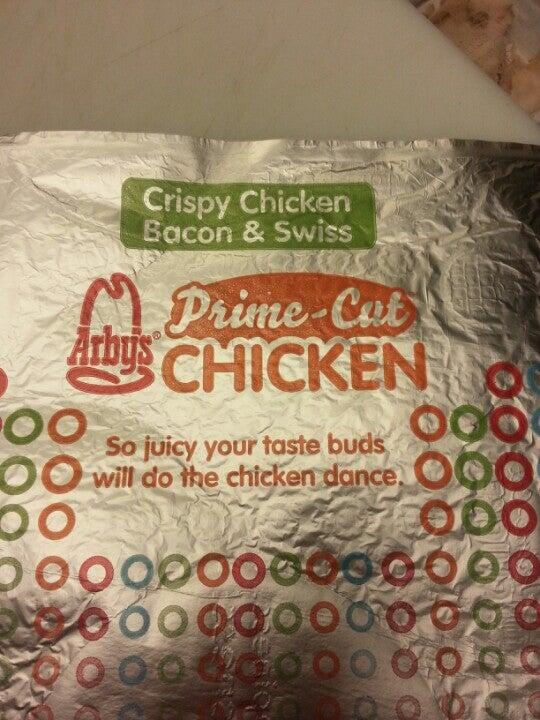 Crispy Chicken
Bacon & Swiss
Arby's®
Prime-Cut
CHICKEN
So juicy your taste buds
will do the chicken dance.